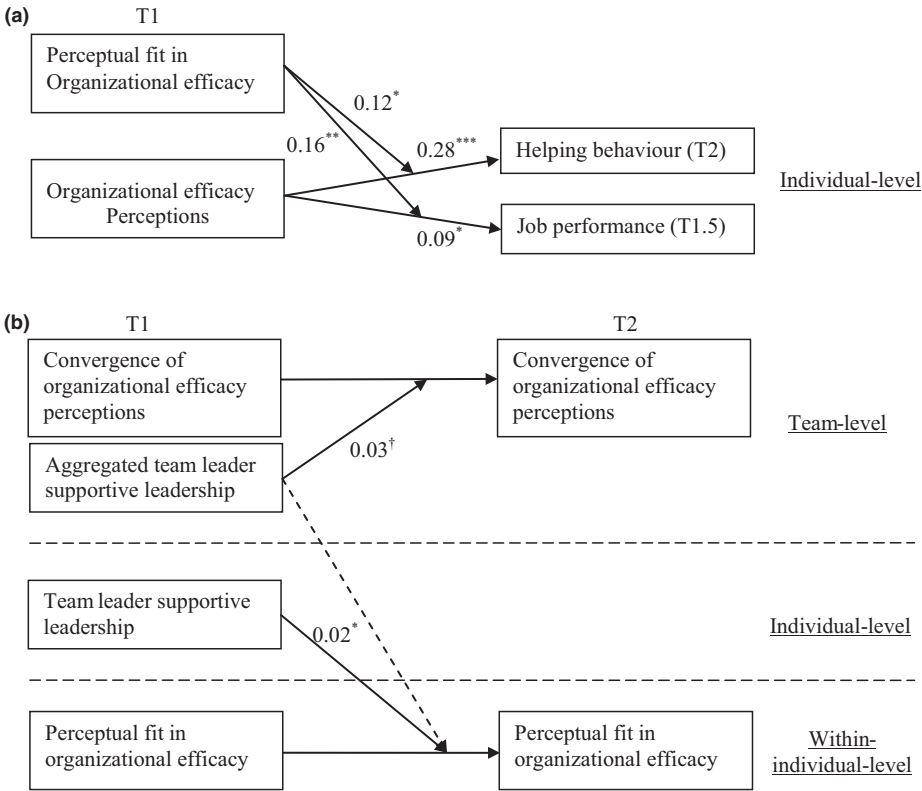 (a)
T1
Perceptual fit in
Organizational efficacy
0.12*
0.16**
0.28***
Helping behaviour (T2)
Individual-level
Organizational efficacy
Perceptions
Job performance (T1.5)
0.09*
(b)
T1
T2
Convergence of
organizational efficacy
perceptions
Convergence of
organizational efficacy
perceptions
Team-level
0.03†
Aggregated team leader
supportive leadership
Team leader supportive
leadership
Individual-level
0.02*
Perceptual fit in
organizational efficacy
Perceptual fit in
organizational efficacy
Within-
individual-level